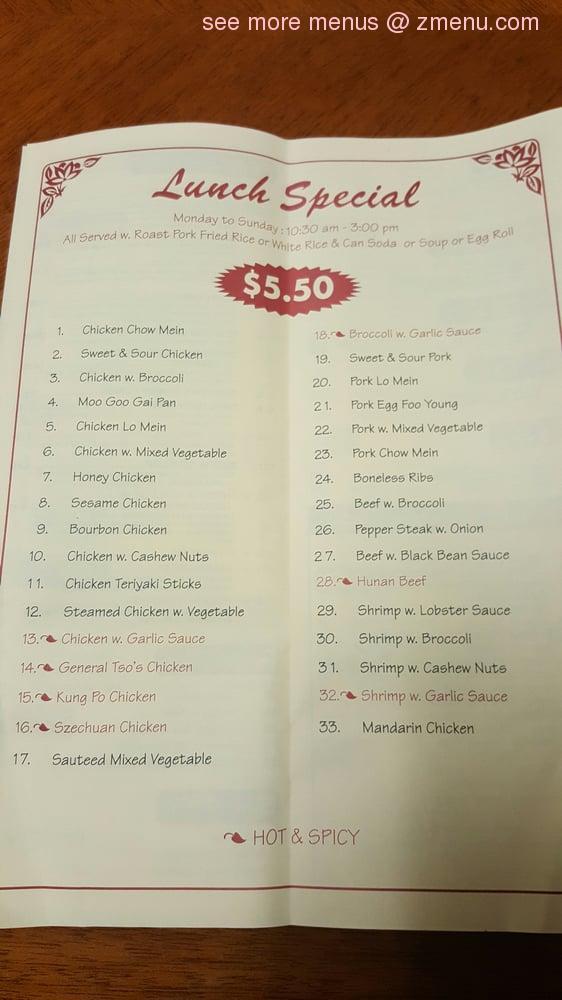 see more menus @ zmenu.com
Lunch Special
Monday to Sunday : 10:30 am - 3:00 pm
All Served w. Roast Pork Fried Rice or White Rice & Can Soda or Soup or Egg Roll
$5.50
1. Chicken Chow Mein
2. Sweet & Sour Chicken
3. Chicken w. Broccoli
4. Moo Goo Gai Pan
5. Chicken Lo Mein
6. Chicken w. Mixed Vegetable
7. Honey Chicken
8. Sesame Chicken
9. Bourbon Chicken
10. Chicken w. Cashew Nuts
11. Chicken Teriyaki Sticks
12. Steamed Chicken w. Vegetable
13. Chicken w. Garlic Sauce
14. General Tso's Chicken
15. Kung Po Chicken
16. Szechuan Chicken
17. Sauteed Mixed Vegetable
18. Broccoli w. Garlic Sauce
19. Sweet & Sour Pork
20. Pork Lo Mein
21. Pork Egg Foo Young
22. Pork w. Mixed Vegetable
23. Pork Chow Mein
24. Boneless Ribs
25. Beef w. Broccoli
26. Pepper Steak w. Onion
27. Beef w. Black Bean Sauce
28. Hunan Beef
29. Shrimp w. Lobster Sauce
30. Shrimp w. Broccoli
31. Shrimp w. Cashew Nuts
32. Shrimp w. Garlic Sauce
33. Mandarin Chicken
HOT & SPICY